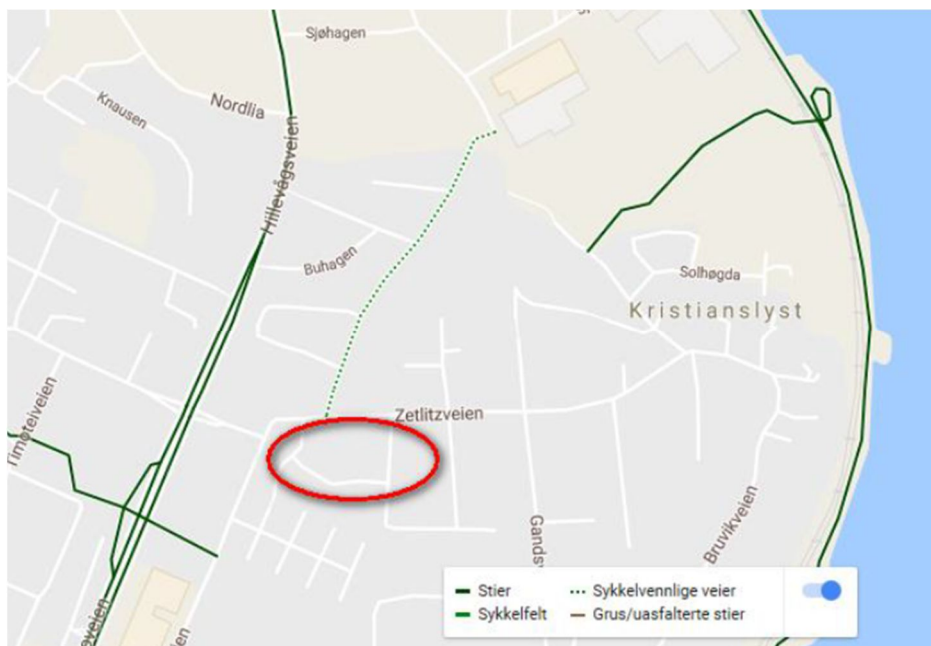 Sjøhagen
Nordlia
Knausen
Hillevågsveien
Buhagen
Solhøgda
Kristianslyst
Zetlitzveien
Timoteiveien
Bruvikveien
Stier
Sykkelvennlige veier
Sykkelfelt
Grus/uasfalterte stier